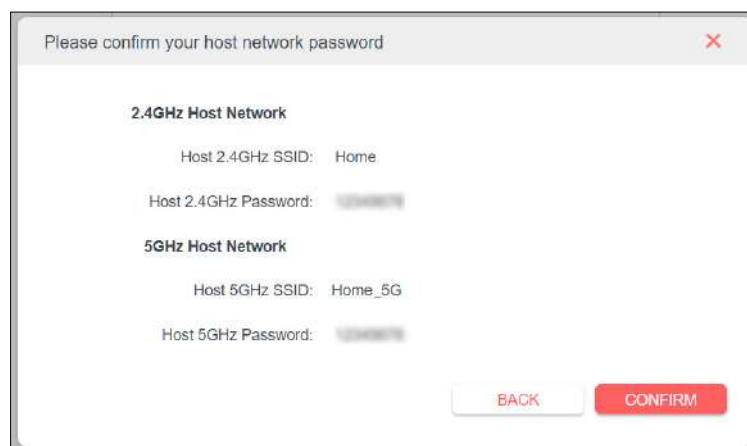 Please confirm your host network password
2.4GHz Host Network
Host 2.4GHz SSID: Home
Host 2.4GHz Password:
5GHz Host Network
Host 5GHz SSID: Home_5G
Host 5GHz Password:
BACK CONFIRM